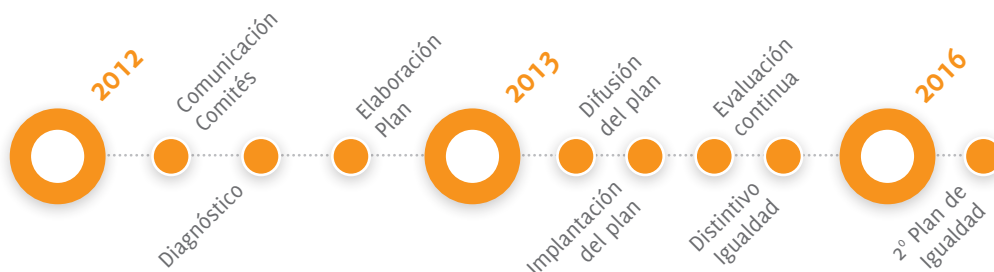 2012
Comunicación
Comités
Diagnóstico
Elaboración
Plan
2013
Difusión
del plan
Implantación
del plan
Evaluación
continua
Distintivo
Igualdad
2016
2º Plan de
Igualdad